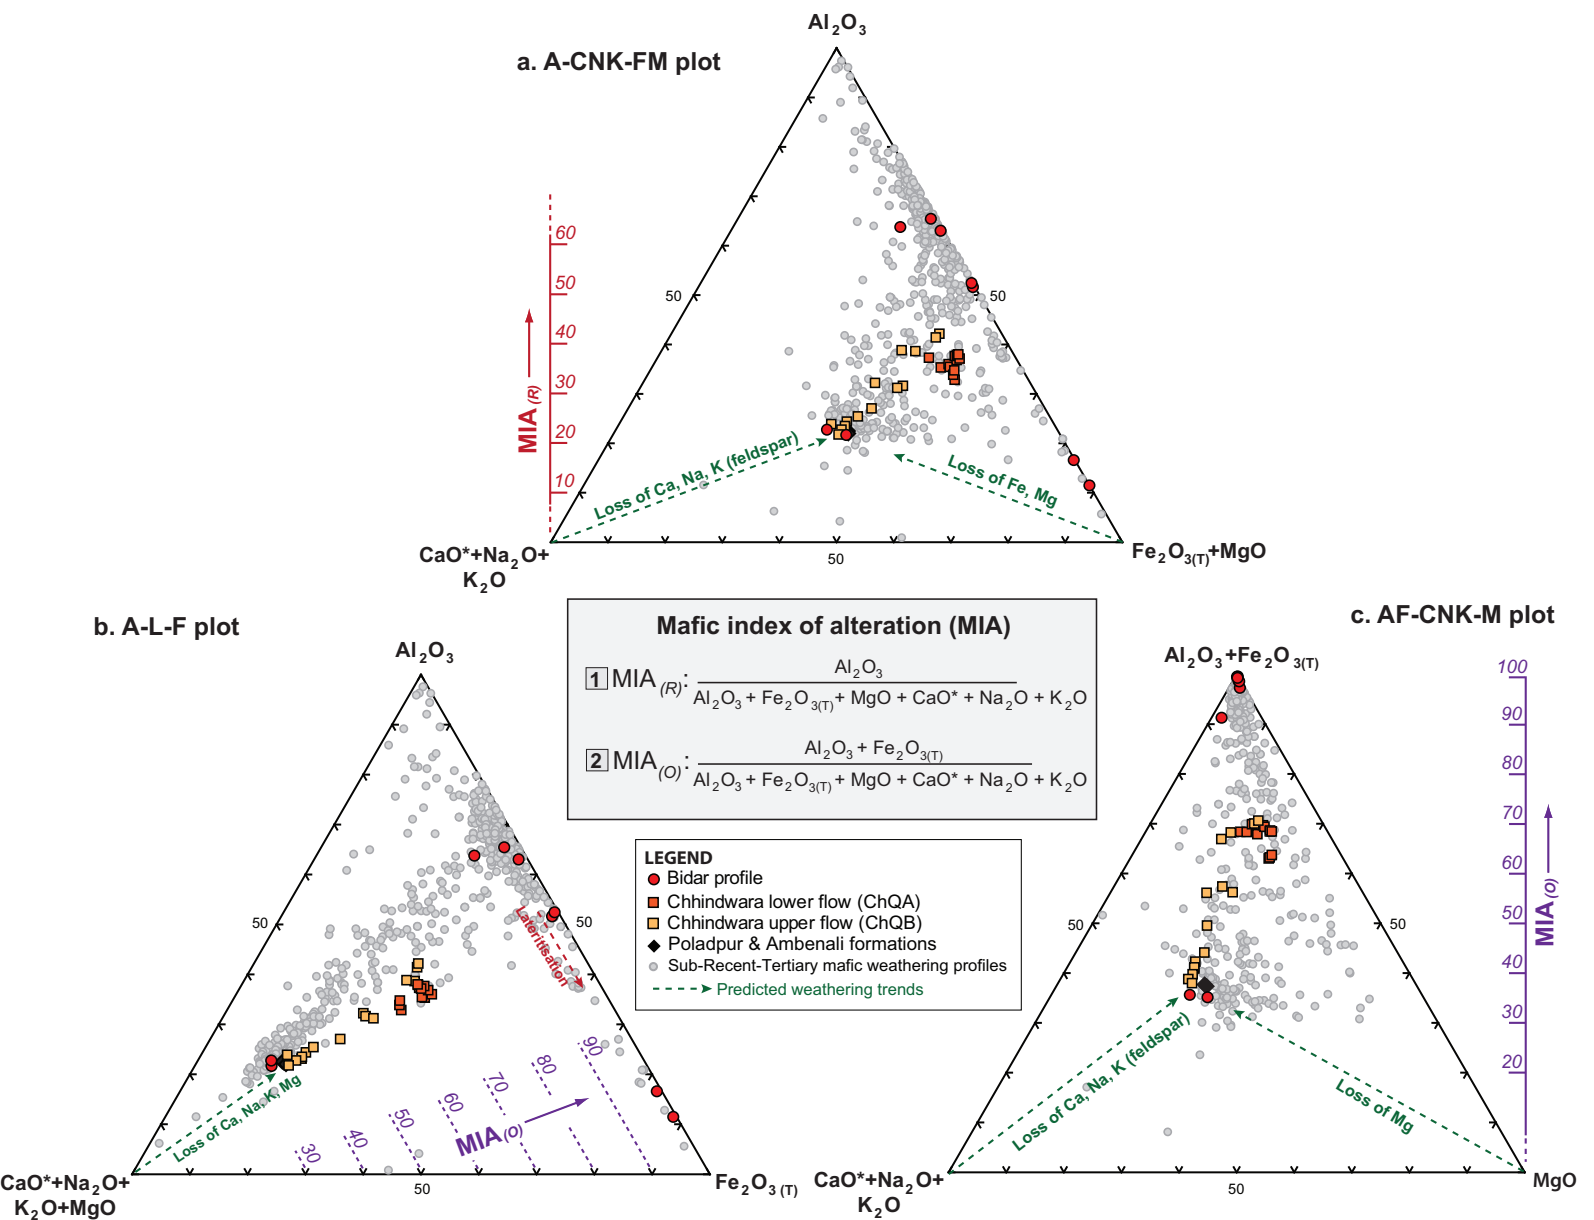 Al2O3
a. A-CNK-FM plot
60
50
40
30
20
10
MIA(R)
50
50
50
Loss of Ca, Na, K (feldspar)
Loss of Fe, Mg
CaO*+Na2O+
K2O
Fe2O3(T)+MgO
b. A-L-F plot
Al2O3
50
50
50
Lateritisation
Loss of Ca, Na, K, Mg
30
40
50
60
70
80
90
MIA(O)
CaO*+Na2O+
K2O+MgO
Fe2O3 (T)
Mafic index of alteration (MIA)
1 MIA(R): Al2O3
Al2O3 + Fe2O3(T)+ MgO + CaO* + Na2O + K2O
2 MIA(O): Al2O3 + Fe2O3(T)
Al2O3 + Fe2O3(T) + MgO + CaO* + Na2O + K2O
LEGEND
Bidar profile
Chhindwara lower flow (ChQA)
Chhindwara upper flow (ChQB)
Poladpur & Ambenali formations
Sub-Recent-Tertiary mafic weathering profiles
Predicted weathering trends
c. AF-CNK-M plot
Al2O3+Fe2O3(T)
100
90
80
70
60
50
40
30
20
MIA(O)
50
50
50
Loss of Ca, Na, K (feldspar)
Loss of Mg
CaO*+Na2O+
K2O
MgO